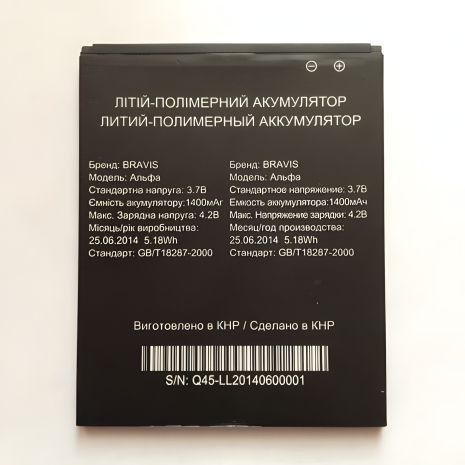 ЛІТІЙ-ПОЛІМЕРНИЙ АКУМУЛЯТОР
ЛИТИЙ-ПОЛИМЕРНЫЙ АККУМУЛЯТОР
Бренд: BRAVIS
Модель: Альфа
Стандартна напруга: 3.7В
Ємність акумулятору:1400мАг
Макс. Зарядна напруга: 4.2В
Місяць/рік виробництва:
25.06.2014 5.18Wh
Стандарт: GB/T18287-2000
Бренд: BRAVIS
Модель: Альфа
Стандартное напряжение: 3.7В
Емкость аккумулятора:1400мАч
Макс. Напряжение зарядки: 4.2В
Месяц/год производства:
25.06.2014 5.18Wh
Стандарт: GB/T18287-2000
Виготовлено в КНР / Сделано в КНР
S/N: Q45-LL20140600001